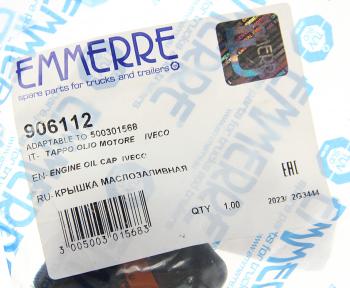 EMMERRE
spare parts for trucks and trailers
906112
ADAPTABLE TO 500301568
IT- TAPPO OLIO MOTORE IVECO
EN- ENGINE OIL CAP IVECO
RU- КРЫШКА МАСЛОЗАЛИВНАЯ
QTY 1.00
2023/ 2G3444
3 005003 015683
EAC